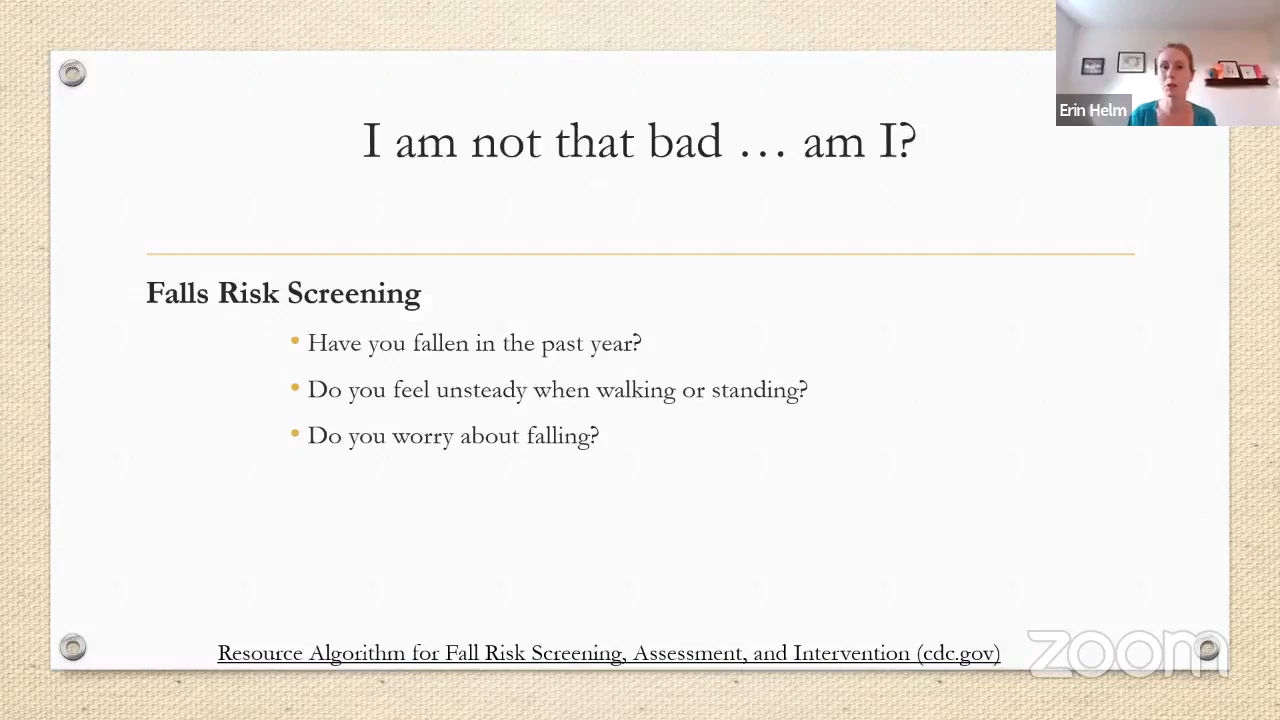 Erin Helm
I am not that bad … am I?
Falls Risk Screening
• Have you fallen in the past year?
• Do you feel unsteady when walking or standing?
• Do you worry about falling?
Resource Algorithm for Fall Risk Screening, Assessment, and Intervention (cdc.gov)
zoom